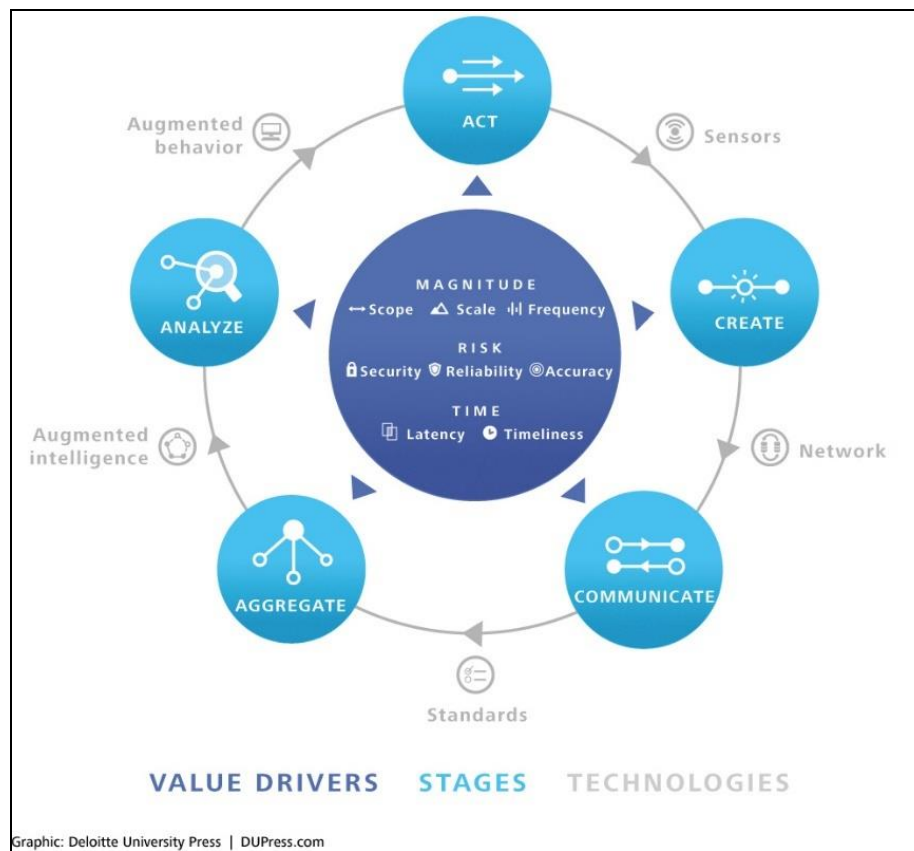 ACT
Augmented
behavior
Sensors
ANALYZE
CREATE
MAGNITUDE
Scope Scale Frequency
RISK
Security Reliability Accuracy
TIME
Latency Timeliness
Augmented
intelligence
Network
AGGREGATE
COMMUNICATE
Standards
VALUE DRIVERS STAGES TECHNOLOGIES
Graphic: Deloitte University Press | DUPress.com